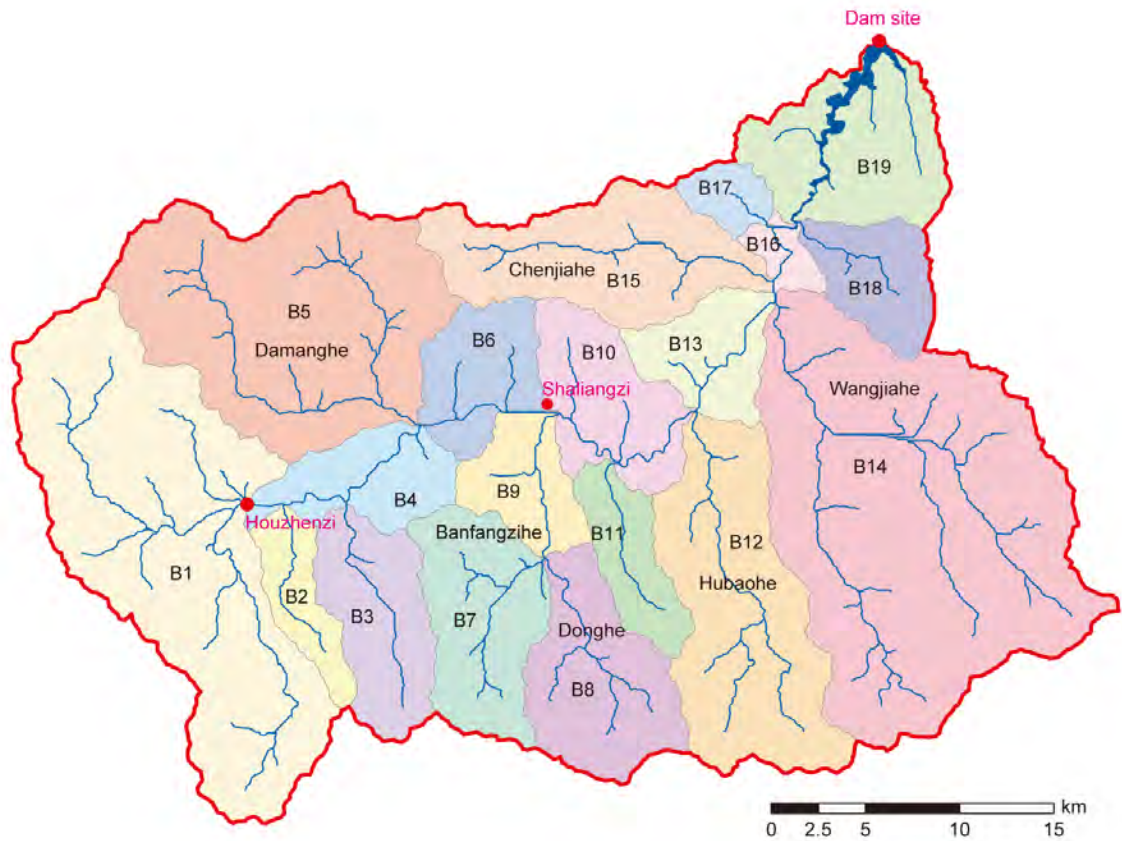 Dam site
B19
B17
B16
B18
Chenjiahe
B15
B5
Damanghe
B6
B10
B13
Shaliangzi
Wangjiahe
B14
B4
B9
Houzhenzi
Banfangzihe
B11
B12
Hubaohe
B1
B2
B3
B7
Donghe
B8
km
0 2.5 5 10 15